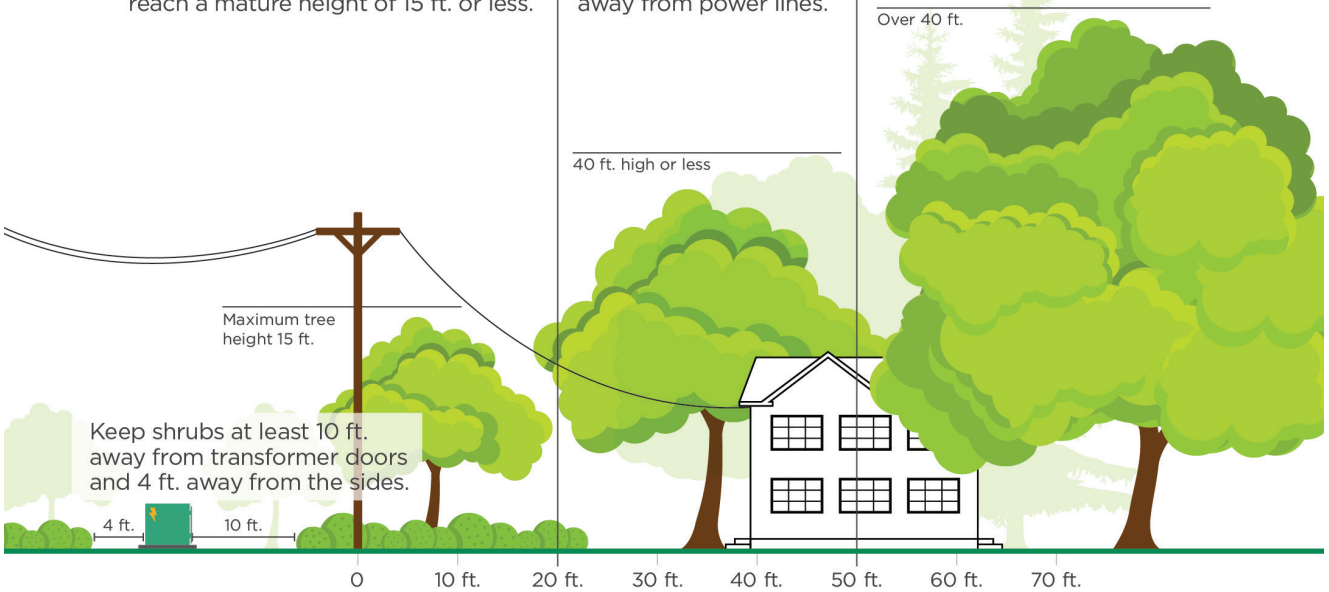 reach a mature height of 15 ft. or less.
away from power lines.
Over 40 ft.
40 ft. high or less
Maximum tree
height 15 ft.
Keep shrubs at least 10 ft.
away from transformer doors
and 4 ft. away from the sides.
4 ft.
10 ft.
0
10 ft.
20 ft.
30 ft.
40 ft.
50 ft.
60 ft.
70 ft.